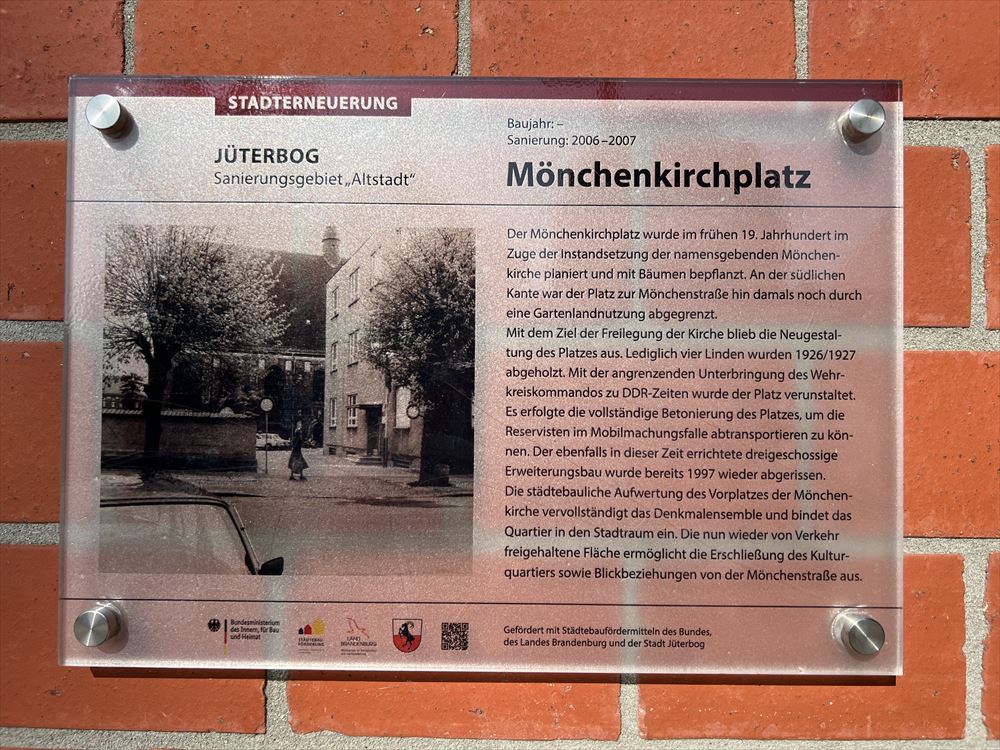 STADTERNEUERUNG
JÜTERBOG
Sanierungsgebiet „Altstadt“
Baujahr: –
Sanierung: 2006–2007
Mönchenkirchplatz
Der Mönchenkirchplatz wurde im frühen 19. Jahrhundert im
Zuge der Instandsetzung der namensgebenden Mönchen-
kirche planiert und mit Bäumen bepflanzt. An der südlichen
Kante war der Platz zur Mönchenstraße hin damals noch durch
eine Gartenlandnutzung abgegrenzt.
Mit dem Ziel der Freilegung der Kirche blieb die Neugestal-
tung des Platzes aus. Lediglich vier Linden wurden 1926/1927
abgeholzt. Mit der angrenzenden Unterbringung des Wehr-
kreiskommandos zu DDR-Zeiten wurde der Platz verunstaltet.
Es erfolgte die vollständige Betonierung des Platzes, um die
Reservisten im Mobilmachungsfalle abtransportieren zu kön-
nen. Der ebenfalls in dieser Zeit errichtete dreigeschossige
Erweiterungsbau wurde bereits 1997 wieder abgerissen.
Die städtebauliche Aufwertung des Vorplatzes der Mönchen-
kirche vervollständigt das Denkmalensemble und bindet das
Quartier in den Stadtraum ein. Die nun wieder von Verkehr
freigehaltene Fläche ermöglicht die Erschließung des Kultur-
quartiers sowie Blickbeziehungen von der Mönchenstraße aus.
Bundesministerium
des Innern, für Bau
und Heimat
STÄDTEBAU-
FÖRDERUNG
LAND
BRANDENBURG
Gefördert mit Städtebaufördermitteln des Bundes,
des Landes Brandenburg und der Stadt Jüterbog